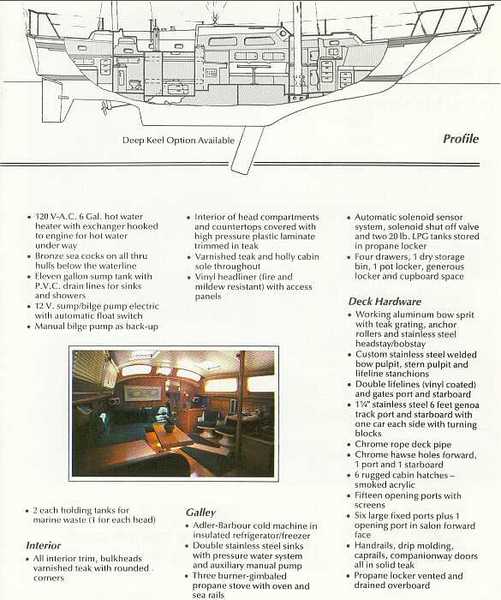 Deep Keel Option Available
Profile
• 120 V-A.C. 6 Gal. hot water
heater with exchanger hooked
to engine for hot water
under way
• Bronze sea cocks on all thru
hulls below the waterline
• Eleven gallon sump tank with
P.V.C. drain lines for sinks
and showers
• 12 V. sump/bilge pump electric
with automatic float switch
• Manual bilge pump as back-up
• 2 each holding tanks for
marine waste (1 for each head)
Interior
• All interior trim, bulkheads
varnished teak with rounded
corners
• Interior of head compartments
and countertops covered with
high pressure plastic laminate
trimmed in teak
• Varnished teak and holly cabin
sole throughout
• Vinyl headliner (fire and
mildew resistant) with access
panels
Galley
• Adler-Barbour cold machine in
insulated refrigerator/freezer
• Double stainless steel sinks
with pressure water system
and auxiliary manual pump
• Three burner-gimbaled
propane stove with oven and
sea rails
• Automatic solenoid sensor
system, solenoid shut off valve
and two 20 lb. LPG tanks stored
in propane locker
• Four drawers, 1 dry storage
bin, 1 pot locker, generous
locker and cupboard space
Deck Hardware
• Working aluminum bow sprit
with teak grating, anchor
rollers and stainless steel
headstay/bobstay
• Custom stainless steel welded
bow pulpit, stern pulpit and
lifeline stanchions
• Double lifelines (vinyl coated)
and gates port and starboard
• 1¼" stainless steel 6 feet genoa
track port and starboard with
one car each side with turning
blocks
• Chrome rope deck pipe
• Chrome hawse holes forward,
1 port and 1 starboard
• 6 rugged cabin hatches –
smoked acrylic
• Fifteen opening ports with
screens
• Six large fixed ports plus 1
opening port in salon forward
face
• Handrails, drip molding,
caprails, companionway doors
all in solid teak
• Propane locker vented and
drained overboard